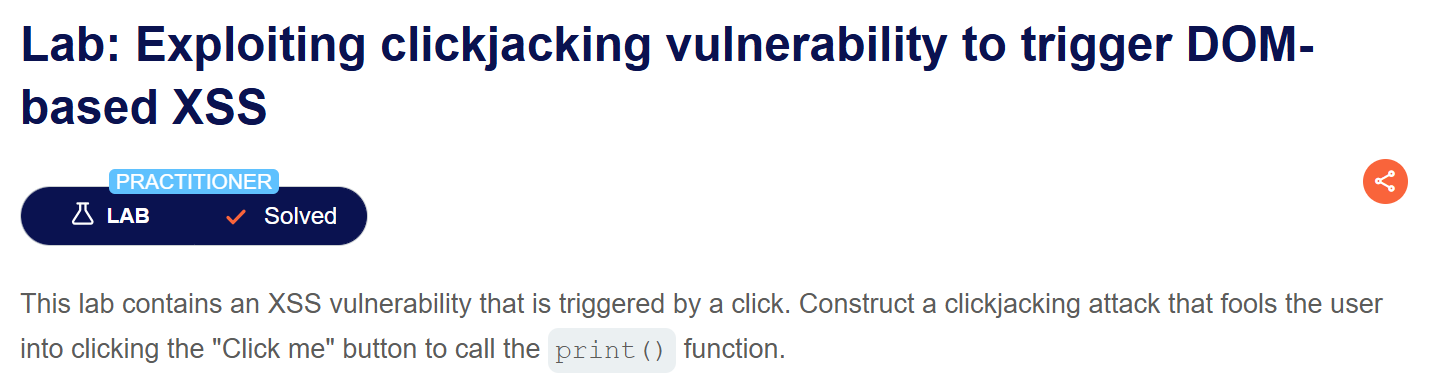 Lab: Exploiting clickjacking vulnerability to trigger DOM-
based XSS
PRACTITIONER
LAB Solved
This lab contains an XSS vulnerability that is triggered by a click. Construct a clickjacking attack that fools the user
into clicking the "Click me" button to call the print() function.